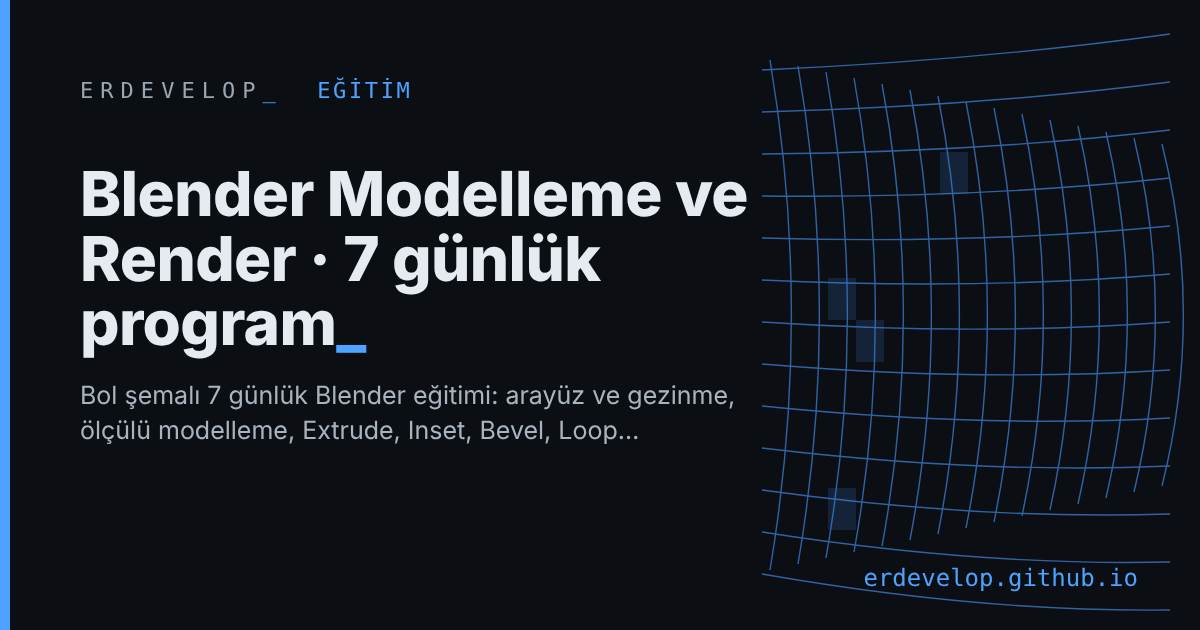 ERDEVELOP_ EĞİTİM
Blender Modelleme ve
Render · 7 günlük
program_
Bol şemalı 7 günlük Blender eğitimi: arayüz ve gezinme,
ölçülü modelleme, Extrude, Inset, Bevel, Loop…
erdevelop.github.io